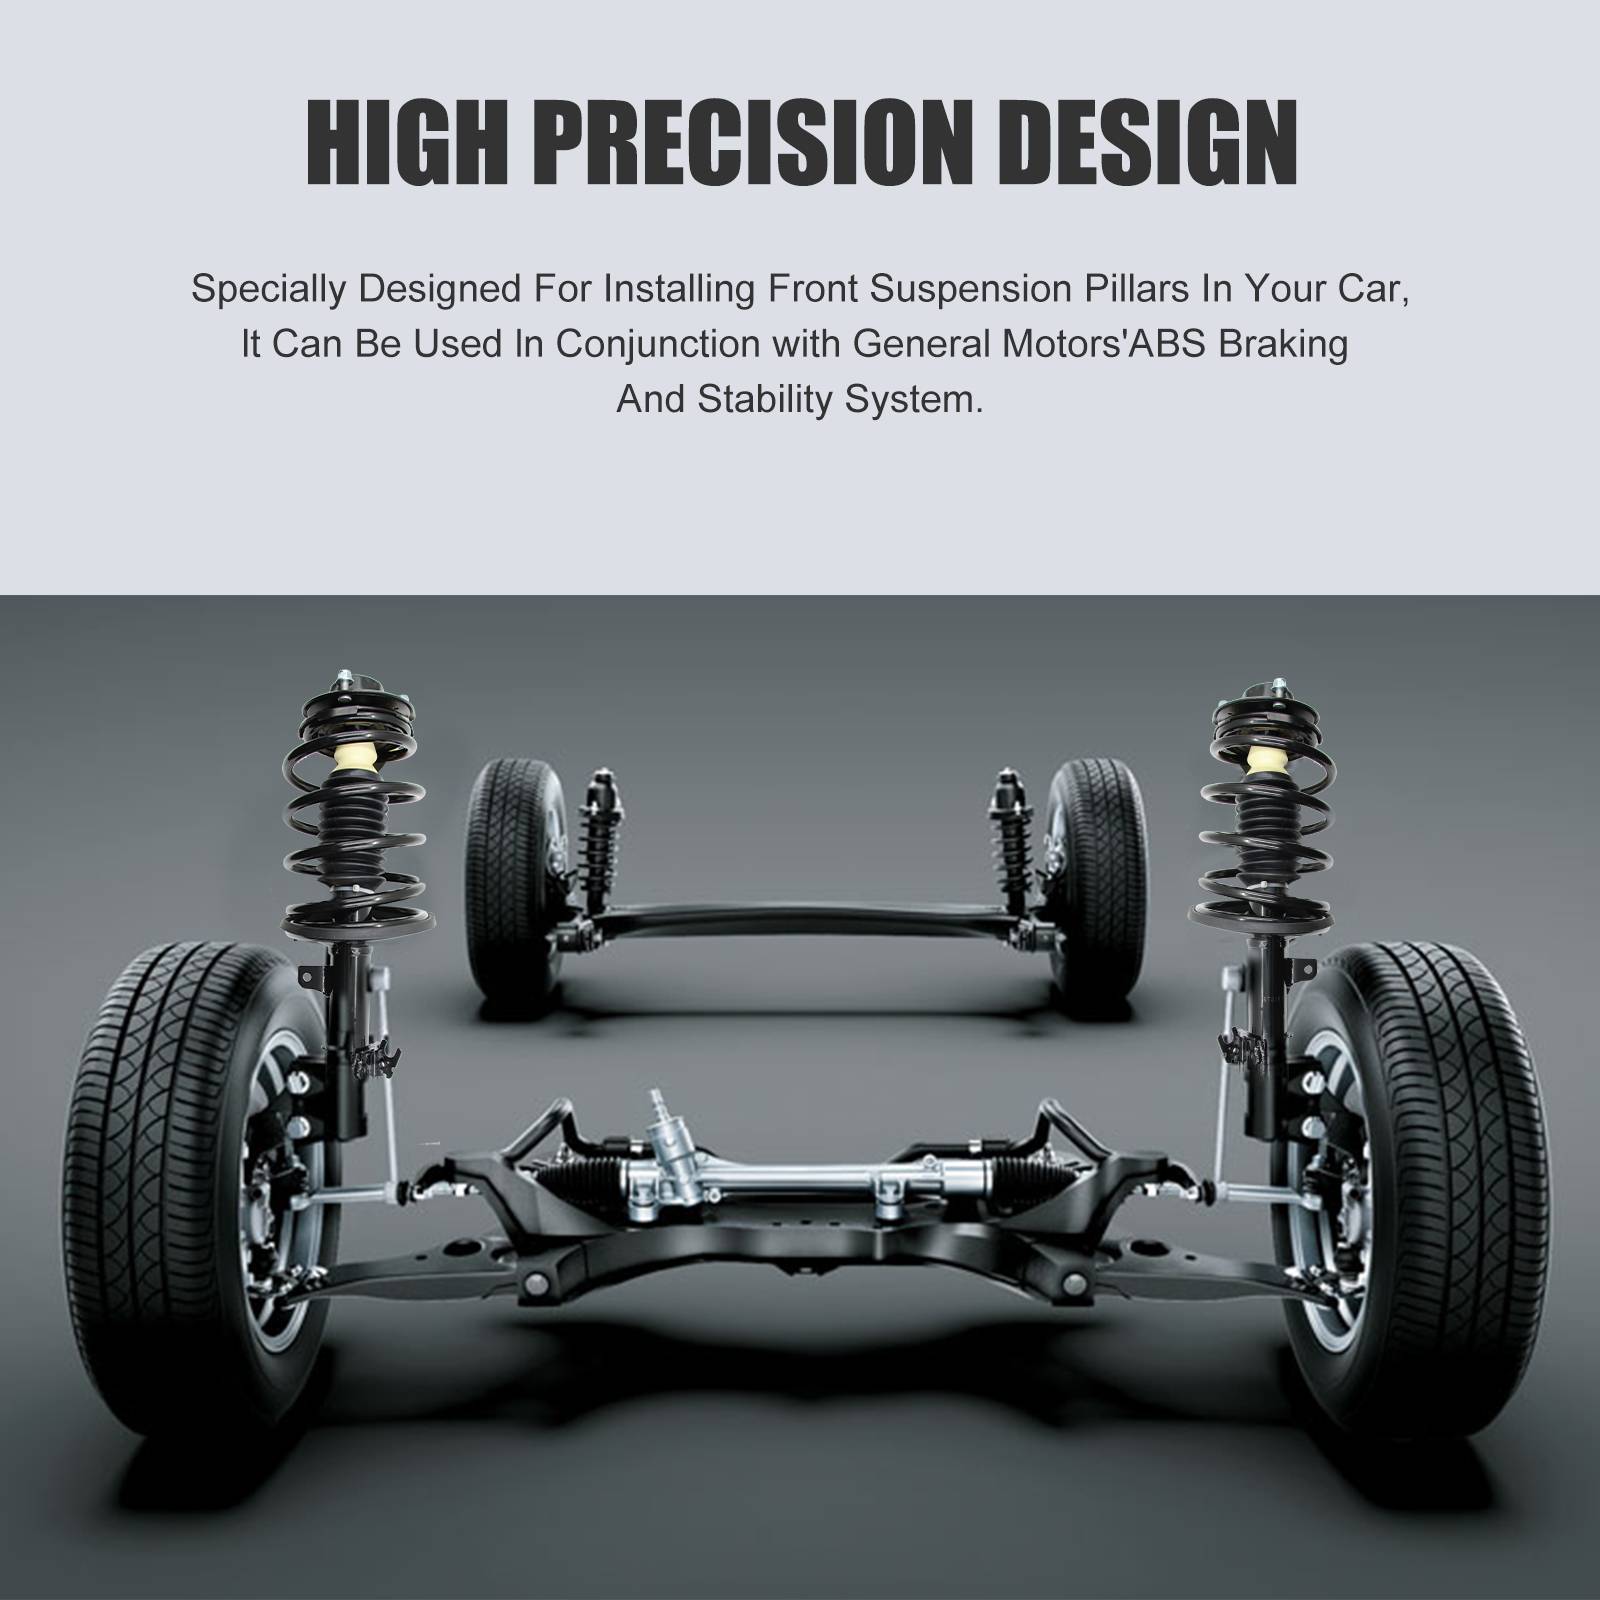 HIGH PRECISION DESIGN
Specially Designed For Installing Front Suspension Pillars In Your Car,
It Can Be Used In Conjunction with General Motors'ABS Braking
And Stability System.